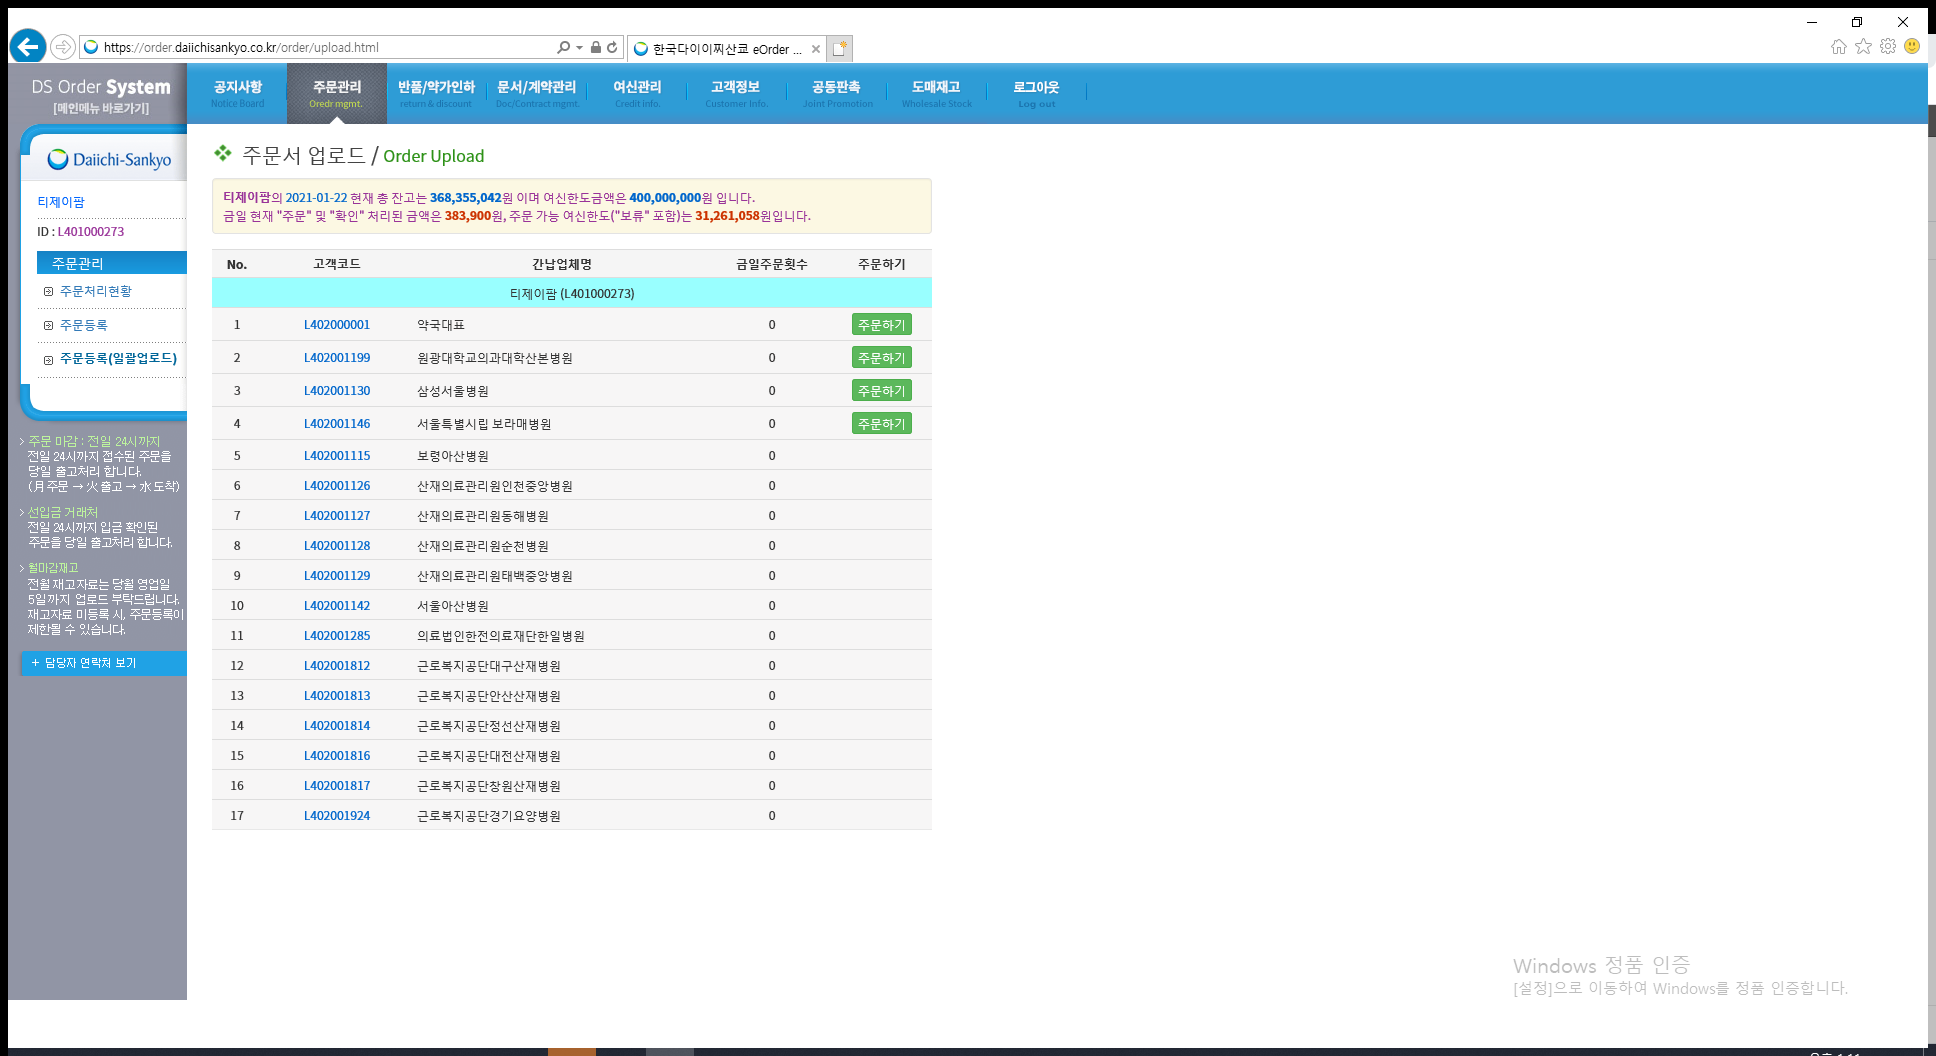 https://order.daiichisankyo.co.kr/order/upload.html
한국다이이찌산쿄 eOrder ...
DS Order System
[메인메뉴 바로가기]
공지사항
Notice Board
주문관리
Oredr mgmt.
반품/약가인하
return & discount
문서/계약관리
Doc/Contract mgmt.
여신관리
Credit info.
고객정보
Customer Info.
공동판촉
Joint Promotion
도매재고
Wholesale Stock
로그아웃
Log out
Daiichi-Sankyo
티제이팜
ID : L401000273
주문관리
주문처리현황
주문등록
주문등록(일괄업로드)
> 주문 마감 : 전일 24시까지
전일 24시까지 접수된 주문을
당일 출고처리 합니다.
(月주문 → 火출고 → 水도착)
> 선입금 거래처
전일 24시까지 입금 확인된
주문을 당일 출고처리 합니다.
> 월마감재고
전월 재고자료는 당월 영업일
5일까지 업로드 부탁드립니다.
재고자료 미등록 시, 주문등록이
제한될 수 있습니다.
+ 담당자 연락처 보기
주문서 업로드 / Order Upload
티제이팜의 2021-01-22 현재 총 잔고는 368,355,042원 이며 여신한도금액은 400,000,000원 입니다.
금일 현재 "주문" 및 "확인" 처리된 금액은 383,900원, 주문 가능 여신한도("보류" 포함)는 31,261,058원입니다.
No. 고객코드 간납업체명 금일주문횟수 주문하기
티제이팜 (L401000273)
1 L402000001 약국대표 0 주문하기
2 L402001199 원광대학교의과대학산본병원 0 주문하기
3 L402001130 삼성서울병원 0 주문하기
4 L402001146 서울특별시립 보라매병원 0 주문하기
5 L402001115 보령아산병원 0
6 L402001126 산재의료관리원인천중앙병원 0
7 L402001127 산재의료관리원동해병원 0
8 L402001128 산재의료관리원순천병원 0
9 L402001129 산재의료관리원태백중앙병원 0
10 L402001142 서울아산병원 0
11 L402001285 의료법인한전의료재단한일병원 0
12 L402001812 근로복지공단대구산재병원 0
13 L402001813 근로복지공단안산산재병원 0
14 L402001814 근로복지공단정선산재병원 0
15 L402001816 근로복지공단대전산재병원 0
16 L402001817 근로복지공단창원산재병원 0
17 L402001924 근로복지공단경기요양병원 0
Windows 정품 인증
[설정]으로 이동하여 Windows를 정품 인증합니다.